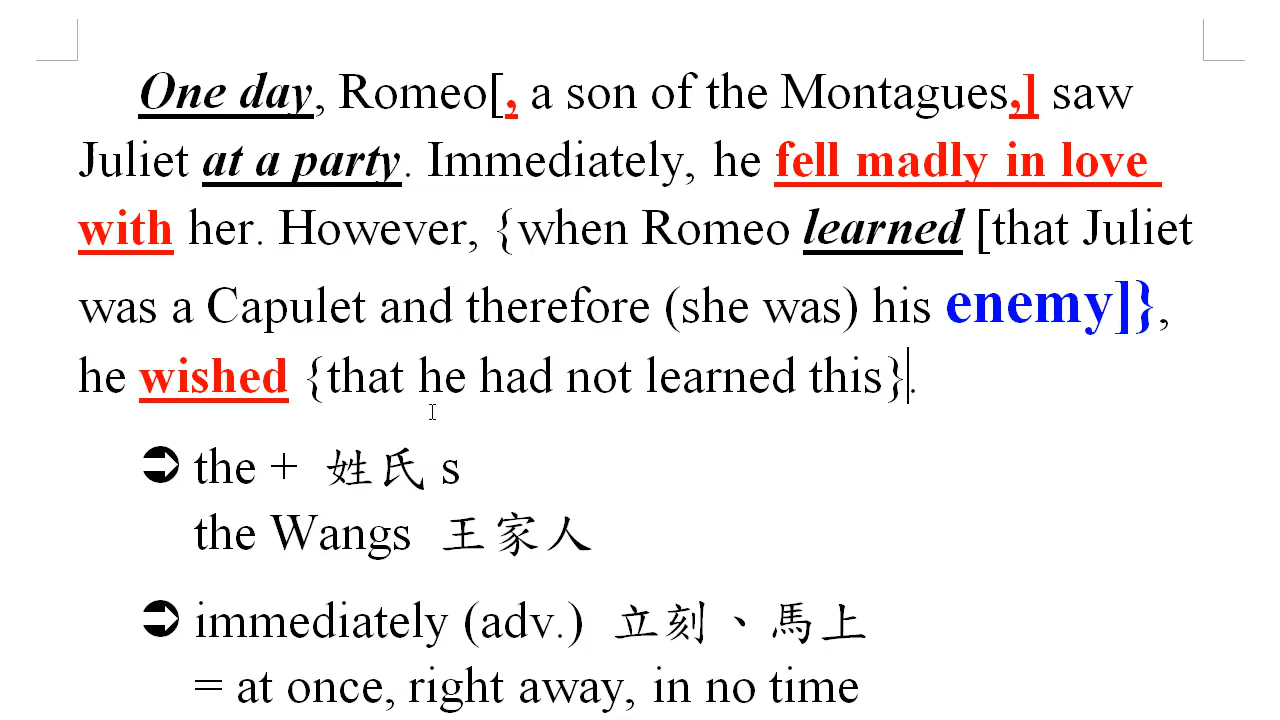 One day, Romeo[, a son of the Montagues,] saw
Juliet at a party. Immediately, he fell madly in love
with her. However, {when Romeo learned [that Juliet
was a Capulet and therefore (she was) his enemy]},
he wished {that he had not learned this}.
➲ the + 姓氏 s
the Wangs 王家人
➲ immediately (adv.) 立刻、馬上
= at once, right away, in no time